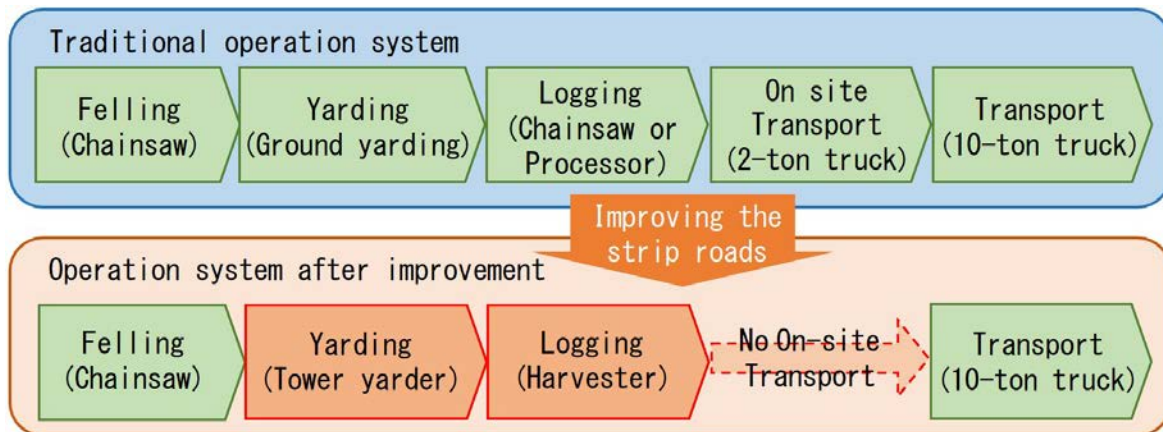 Traditional operation system
Felling
(Chainsaw)
Yarding
(Ground yarding)
Logging
(Chainsaw or
Processor)
On site
Transport
(2-ton truck)
Transport
(10-ton truck)
Improving the
strip roads
Operation system after improvement
Felling
(Chainsaw)
Yarding
(Tower yarder)
Logging
(Harvester)
No On-site
Transport
Transport
(10-ton truck)